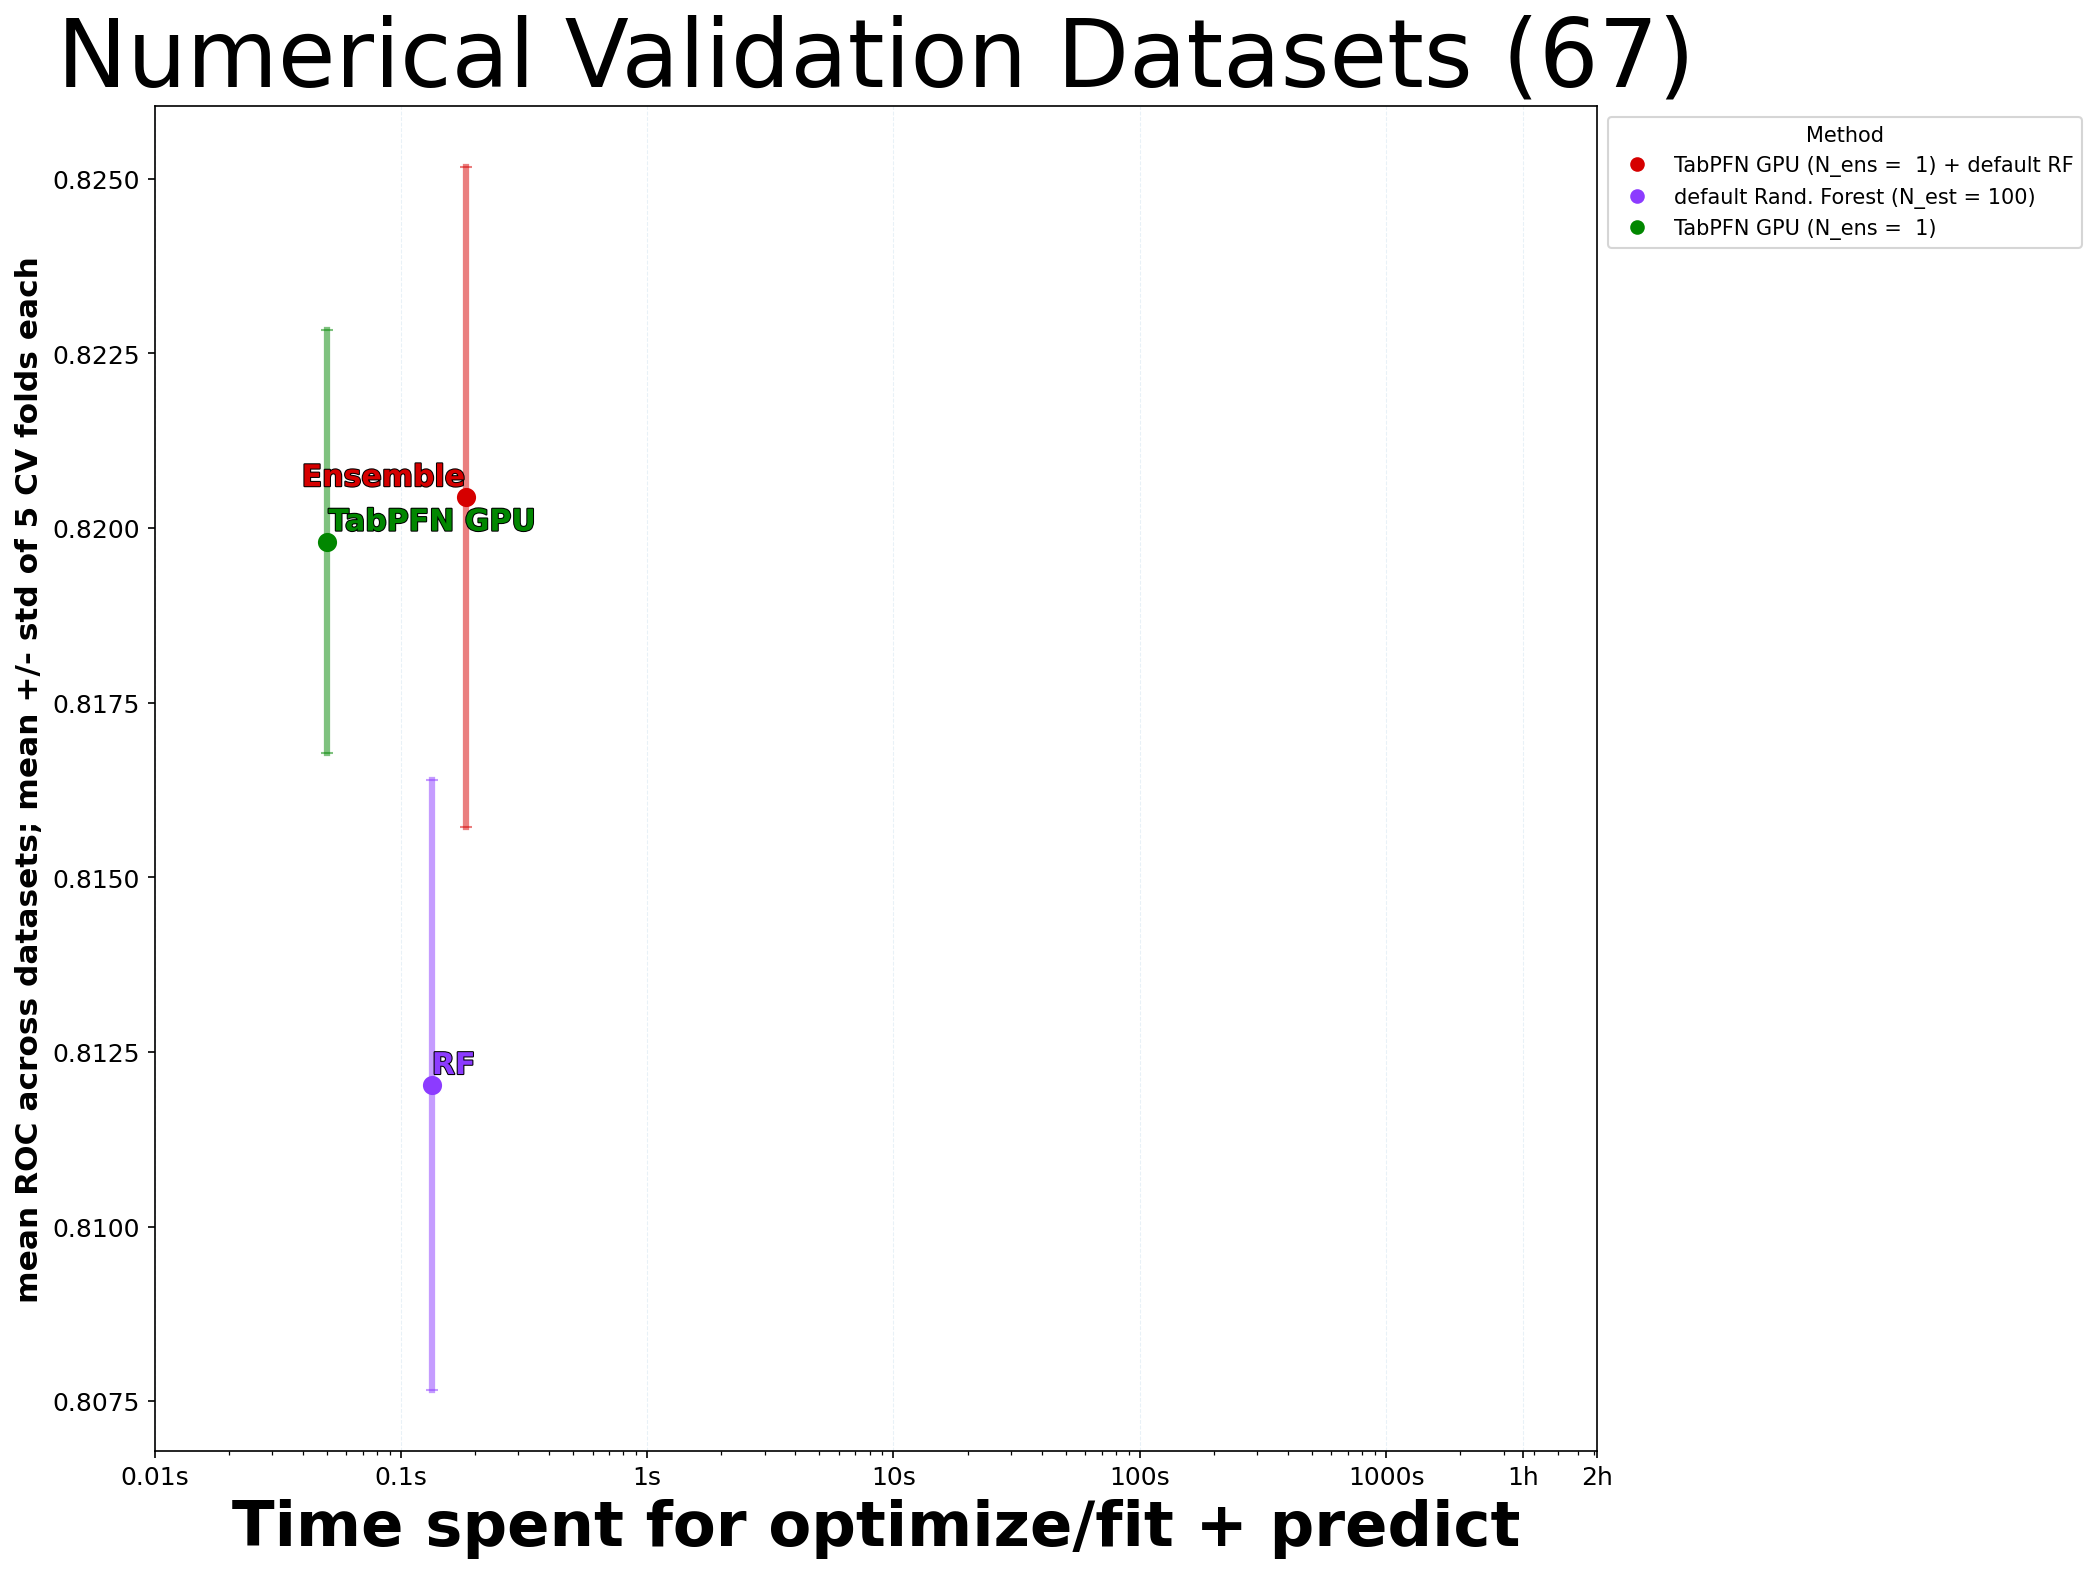 Numerical Validation Datasets (67)
mean ROC across datasets; mean +/- std of 5 CV folds each
0.8250
0.8225
0.8200
0.8175
0.8150
0.8125
0.8100
0.8075
Ensemble
TabPFN GPU
RF
0.01s 0.1s 1s 10s 100s 1000s 1h 2h
Time spent for optimize/fit + predict
Method
TabPFN GPU (N_ens =  1) + default RF
default Rand. Forest (N_est = 100)
TabPFN GPU (N_ens =  1)